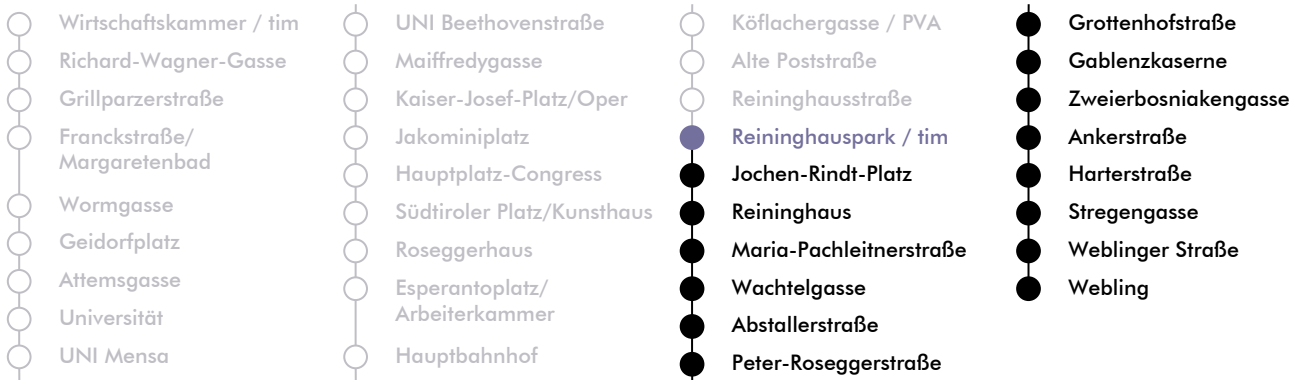 Wirtschaftskammer / tim
Richard-Wagner-Gasse
Grillparzerstraße
Franckstraße/
Margaretenbad
Wormgasse
Geidorfplatz
Attemsgasse
Universität
UNI Mensa
UNI Beethovenstraße
Maiffredygasse
Kaiser-Josef-Platz/Oper
Jakominiplatz
Hauptplatz-Congress
Südtiroler Platz/Kunsthaus
Roseggerhaus
Esperantoplatz/
Arbeiterkammer
Hauptbahnhof
Köflachergasse / PVA
Alte Poststraße
Reininghausstraße
Reininghauspark / tim
Jochen-Rindt-Platz
Reininghaus
Maria-Pachleitnerstraße
Wachtelgasse
Abstallerstraße
Peter-Roseggerstraße
Grottenhofstraße
Gablenzkaserne
Zweierbosniakengasse
Ankerstraße
Harterstraße
Stregengasse
Weblinger Straße
Webling